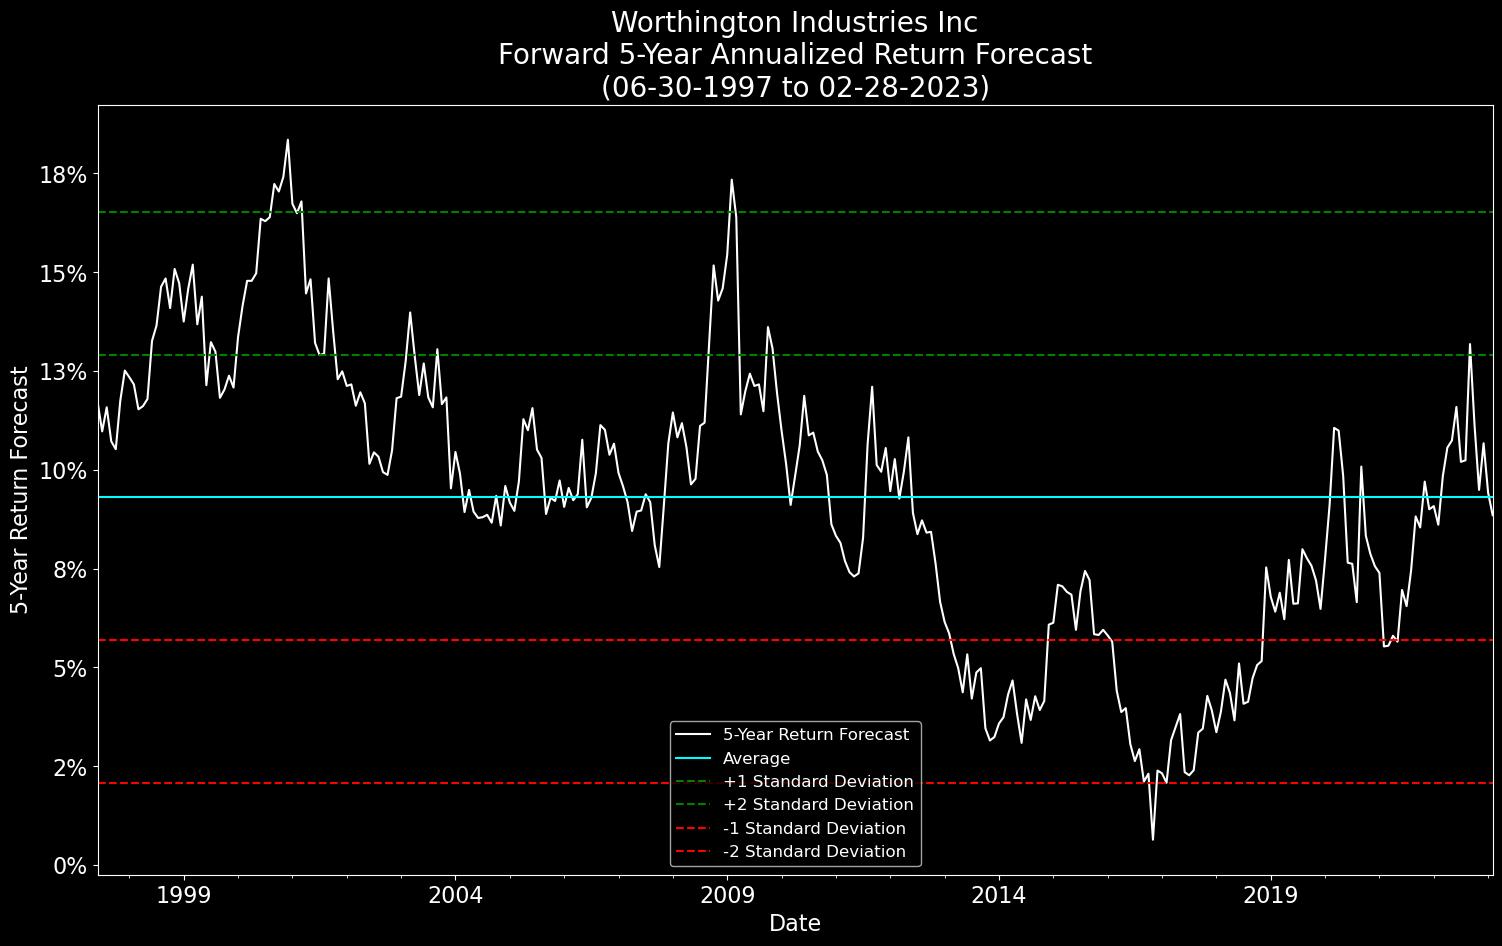 Worthington Industries Inc
Forward 5-Year Annualized Return Forecast
(06-30-1997 to 02-28-2023)
18%
15%
13%
10%
8%
5%
2%
0%
5-Year Return Forecast
5-Year Return Forecast
Average
+1 Standard Deviation
+2 Standard Deviation
-1 Standard Deviation
-2 Standard Deviation
1999 2004 2009 2014 2019
Date